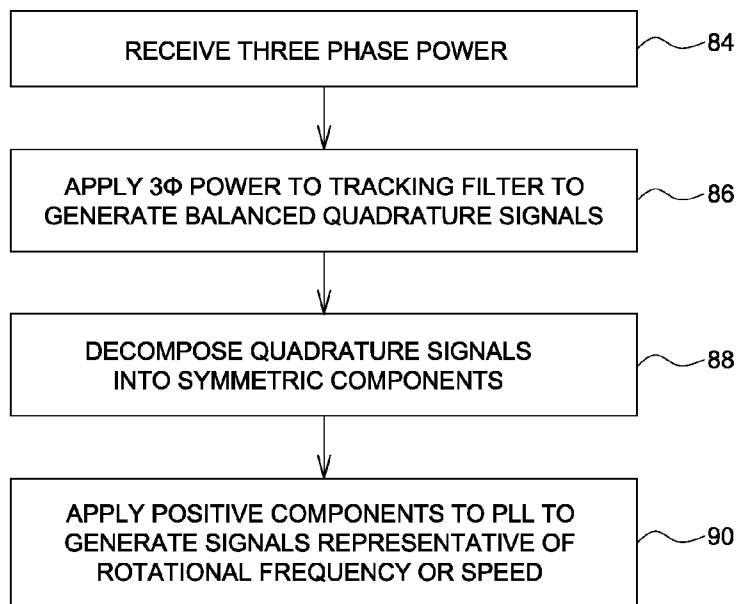 RECEIVE THREE PHASE POWER
84
APPLY 3Φ POWER TO TRACKING FILTER TO
GENERATE BALANCED QUADRATURE SIGNALS
86
DECOMPOSE QUADRATURE SIGNALS
INTO SYMMETRIC COMPONENTS
88
APPLY POSITIVE COMPONENTS TO PLL TO
GENERATE SIGNALS REPRESENTATIVE OF
ROTATIONAL FREQUENCY OR SPEED
90